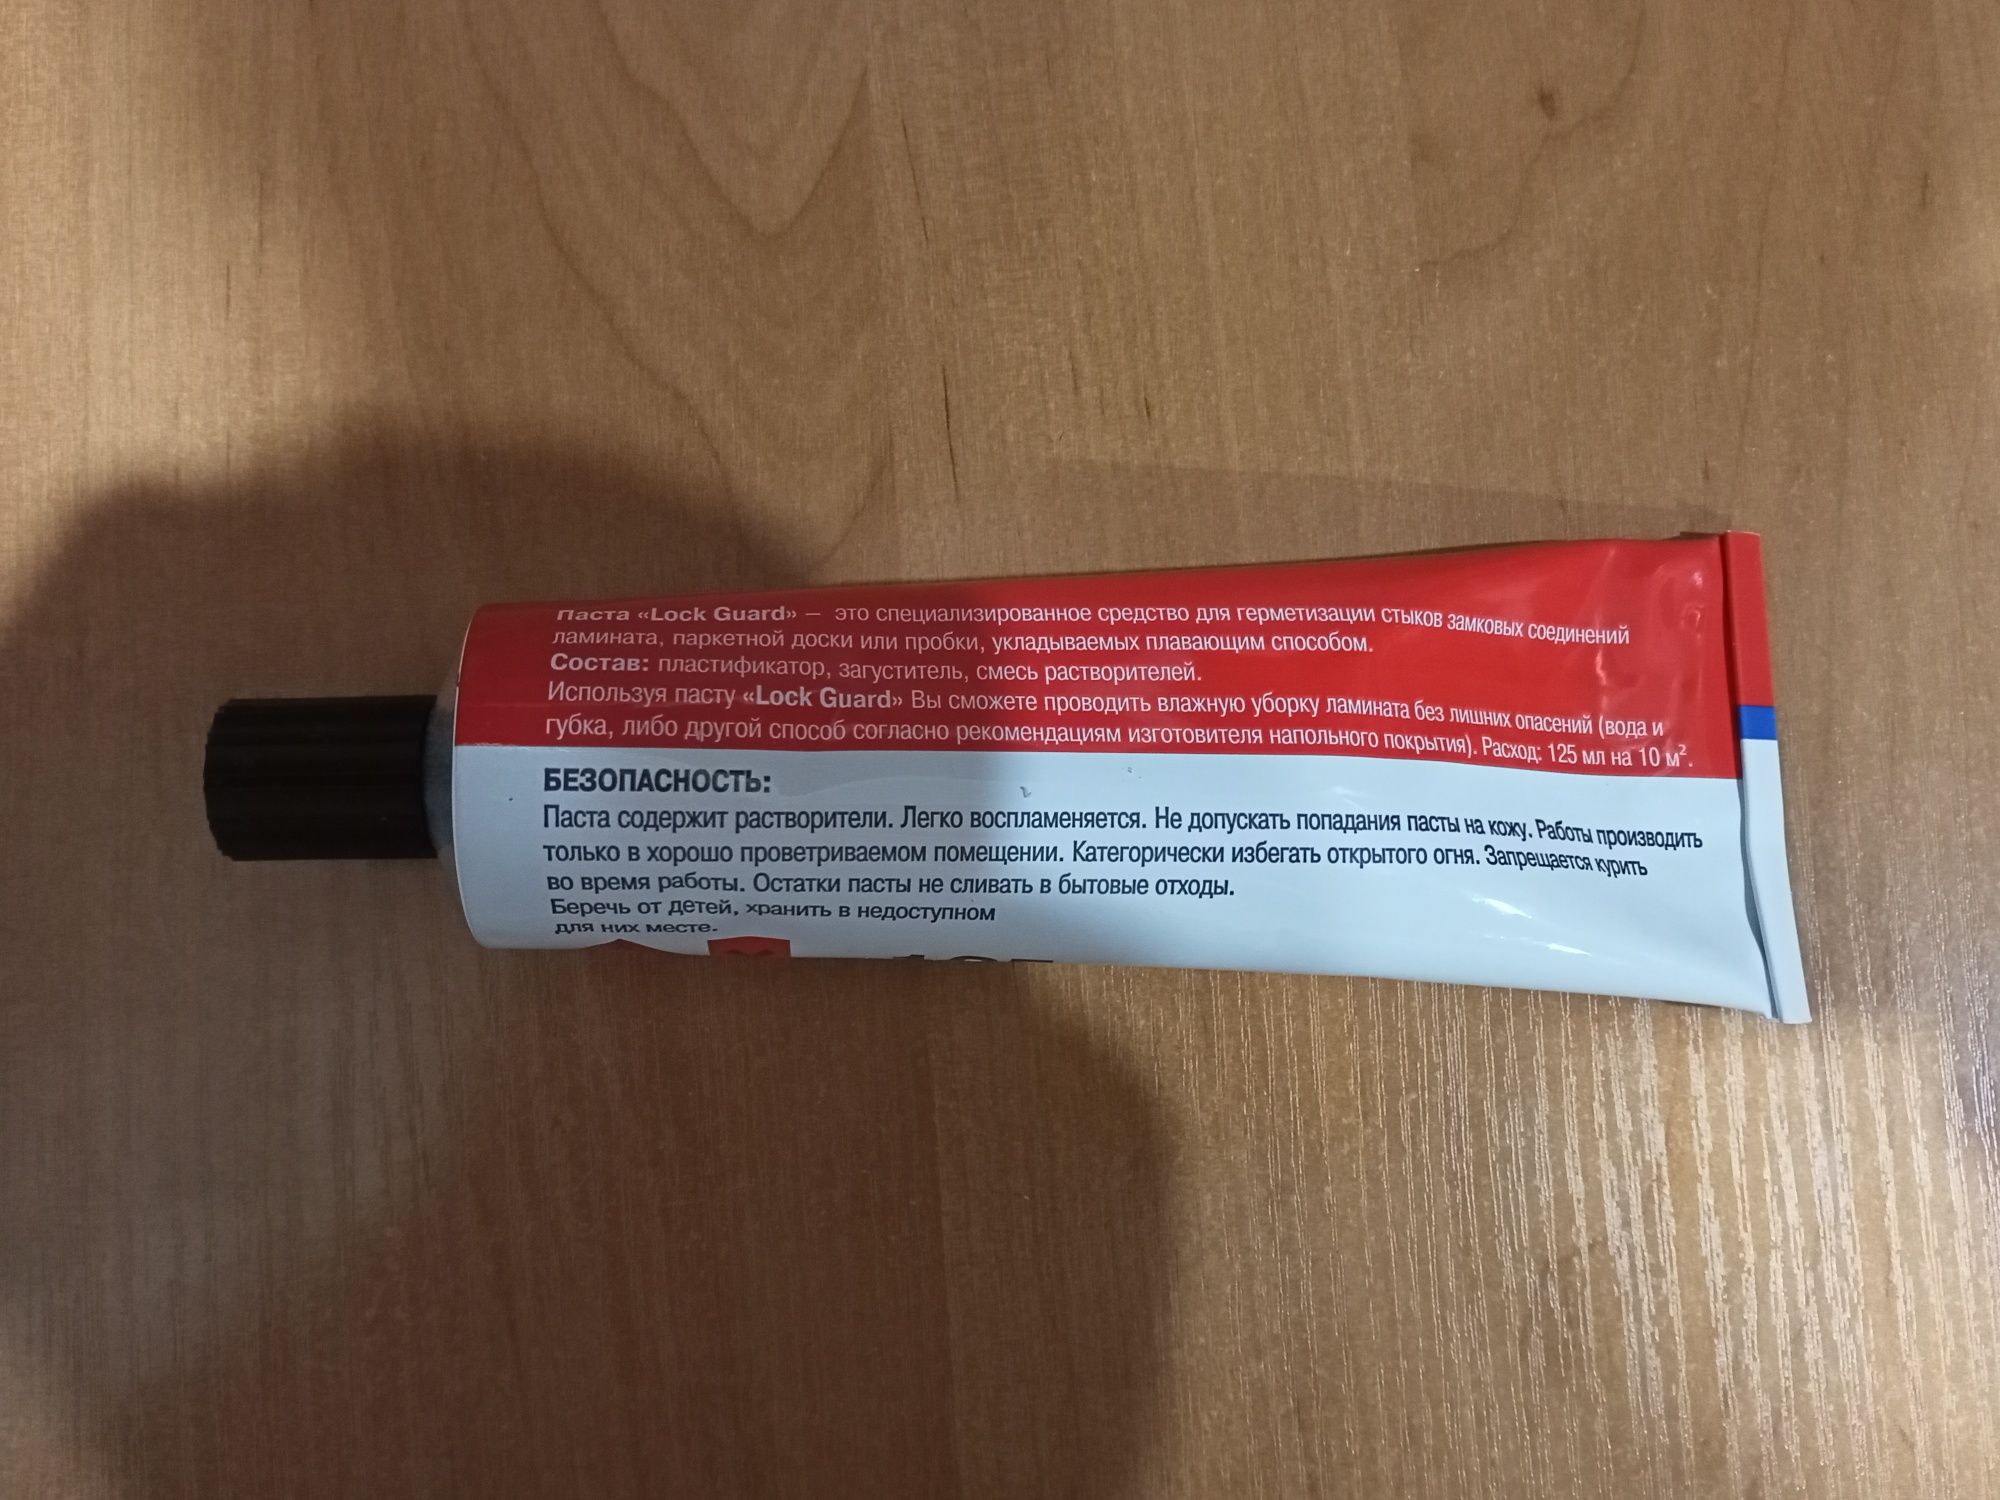 Паста «Lock Guard» – это специализированное средство для герметизации стыков замковых соединений
ламината, паркетной доски или пробки, укладываемых плавающим способом.
Состав: пластификатор, загуститель, смесь растворителей.
Используя пасту «Lock Guard» Вы сможете проводить влажную уборку ламината без лишних опасений (вода и
губка, либо другой способ согласно рекомендациям изготовителя напольного покрытия). Расход: 125 мл на 10 м².
БЕЗОПАСНОСТЬ:
Паста содержит растворители. Легко воспламеняется. Не допускать попадания пасты на кожу. Работы производить
только в хорошо проветриваемом помещении. Категорически избегать открытого огня. Запрещается курить
во время работы. Остатки пасты не сливать в бытовые отходы.
Беречь от детей, хранить в недоступном
для них месте.